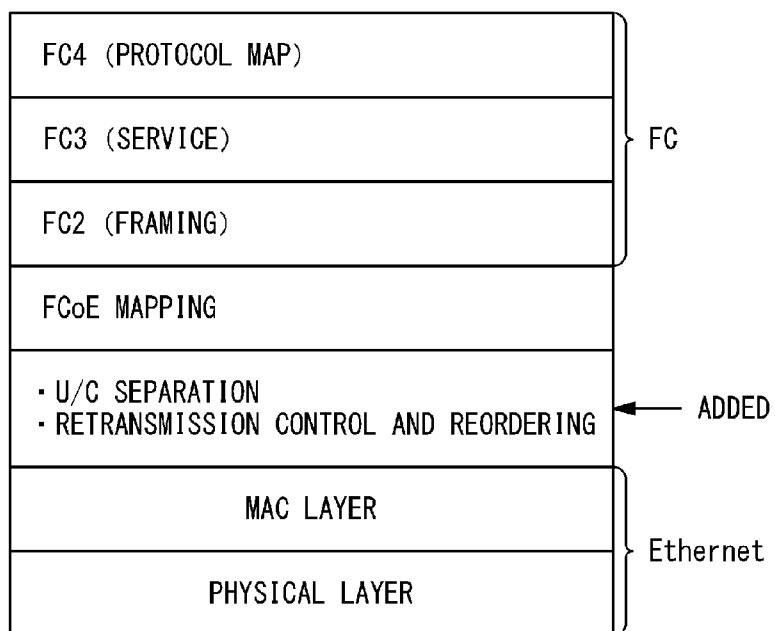 FC4 (PROTOCOL MAP)
FC3 (SERVICE)
FC
FC2 (FRAMING)
FCoE MAPPING
・U/C SEPARATION
・RETRANSMISSION CONTROL AND REORDERING
ADDED
MAC LAYER
Ethernet
PHYSICAL LAYER